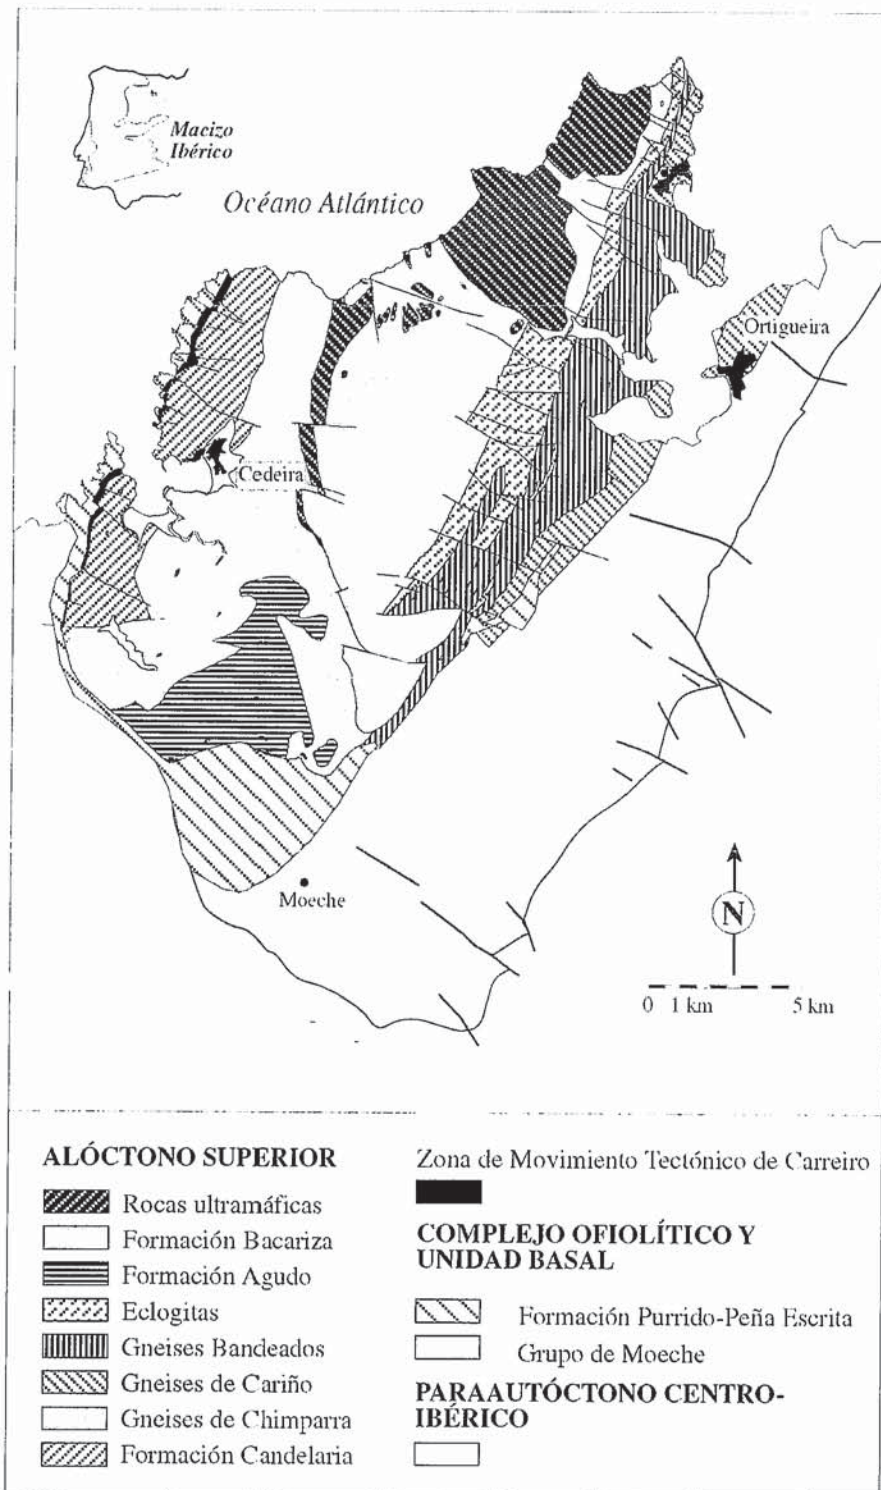 Macizo
Ibérico
Océano Atlántico
Ortigueira
Cedeira
Moeche
N
0 1 km 5 km
ALÓCTONO SUPERIOR
Rocas ultramáficas
Formación Bacariza
Formación Agudo
Eclogitas
Gneises Bandeados
Gneises de Cariño
Gneises de Chimparra
Formación Candelaria
Zona de Movimiento Tectónico de Carreiro
COMPLEJO OFIOLÍTICO Y
UNIDAD BASAL
Formación Purrido-Peña Escrita
Grupo de Moeche
PARAAUTÓCTONO CENTRO-
IBÉRICO